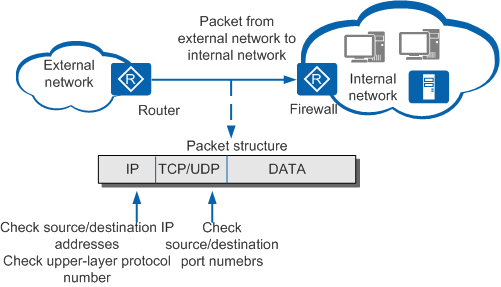 Packet from
external network to
internal network
External
network
R
Router
R
Firewall
Internal
network
Packet structure
IP TCP/UDP DATA
Check source/destination IP
addresses
Check upper-layer protocol
number
Check
source/destination
port numebrs